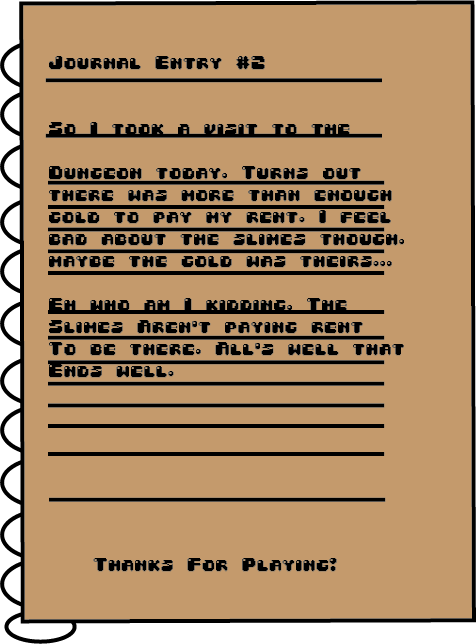 Journal Entry #2
So I took a visit to the
Dungeon today. Turns out
there was more than enough
gold to pay my rent. I feel
bad about the slimes though.
maybe the gold was theirs...
Eh who am I kidding. The
Slimes Aren't paying rent
To be there. All's well that
Ends well.
Thanks For Playing!